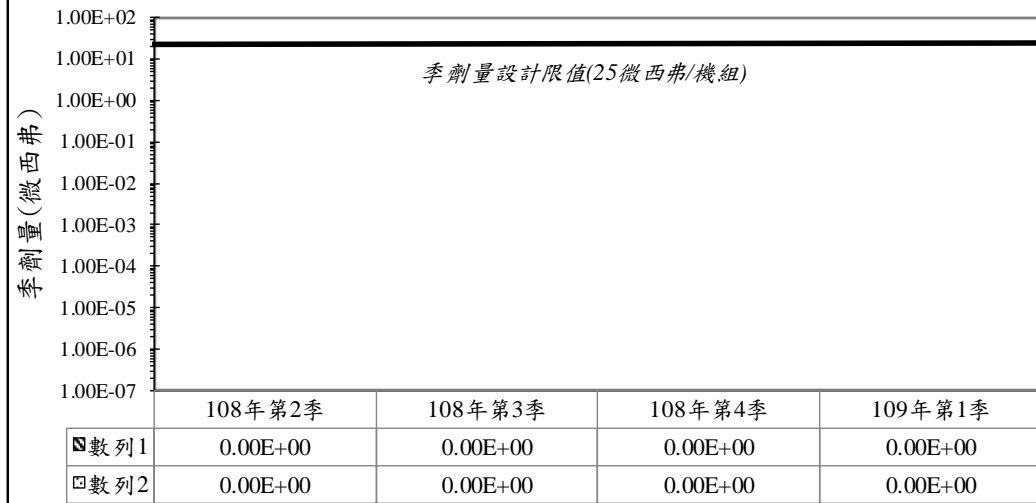 1.00E+02
季劑量設計限值(25微西弗/機組)
1.00E+01
1.00E+00
1.00E-01
1.00E-02
1.00E-03
1.00E-04
1.00E-05
1.00E-06
1.00E-07
季劑量(微西弗)
108年第2季 108年第3季 108年第4季 109年第1季
數列1 0.00E+00 0.00E+00 0.00E+00 0.00E+00
數列2 0.00E+00 0.00E+00 0.00E+00 0.00E+00